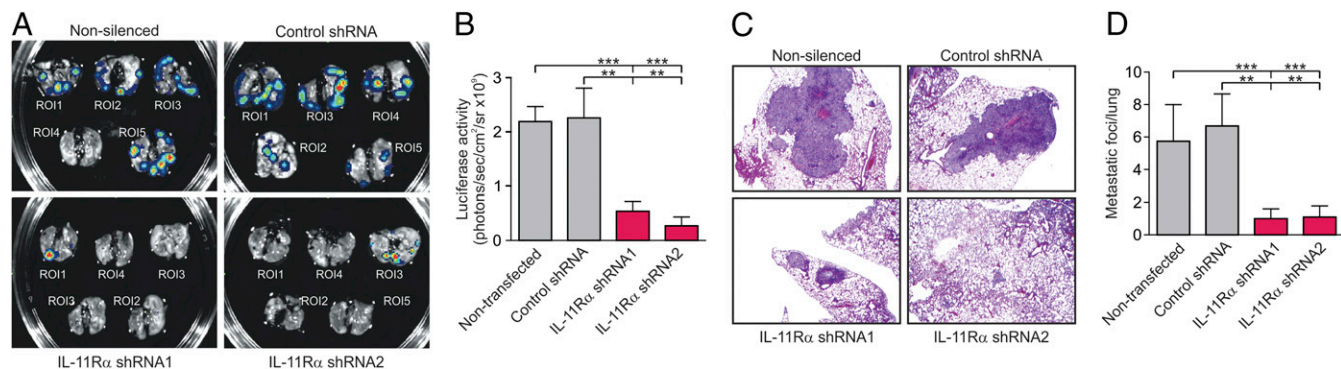 A
Non-silenced
Control shRNA
ROI1
ROI2
ROI3
ROI4
ROI5
ROI1
ROI3
ROI4
ROI2
ROI5
ROI1
ROI4
ROI3
ROI3
ROI2
ROI1
ROI4
ROI3
ROI2
ROI5
IL-11Rα shRNA1
IL-11Rα shRNA2
B
Luciferase activity
(photons/sec/cm²/sr x10⁹)
3
2
1
0
*** ***
** **
Non-transfected
Control shRNA
IL-11Rα shRNA1
IL-11Rα shRNA2
C
Non-silenced
Control shRNA
IL-11Rα shRNA1
IL-11Rα shRNA2
D
Metastatic foci/lung
10
8
6
4
2
0
*** ***
** **
Non-transfected
Control shRNA
IL-11Rα shRNA1
IL-11Rα shRNA2